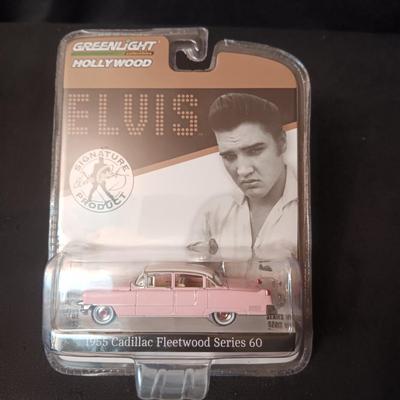 GREENLIGHT
HOLLYWOOD
ELVIS
SIGNATURE
PRODUCT
1955 Cadillac Fleetwood Series 60